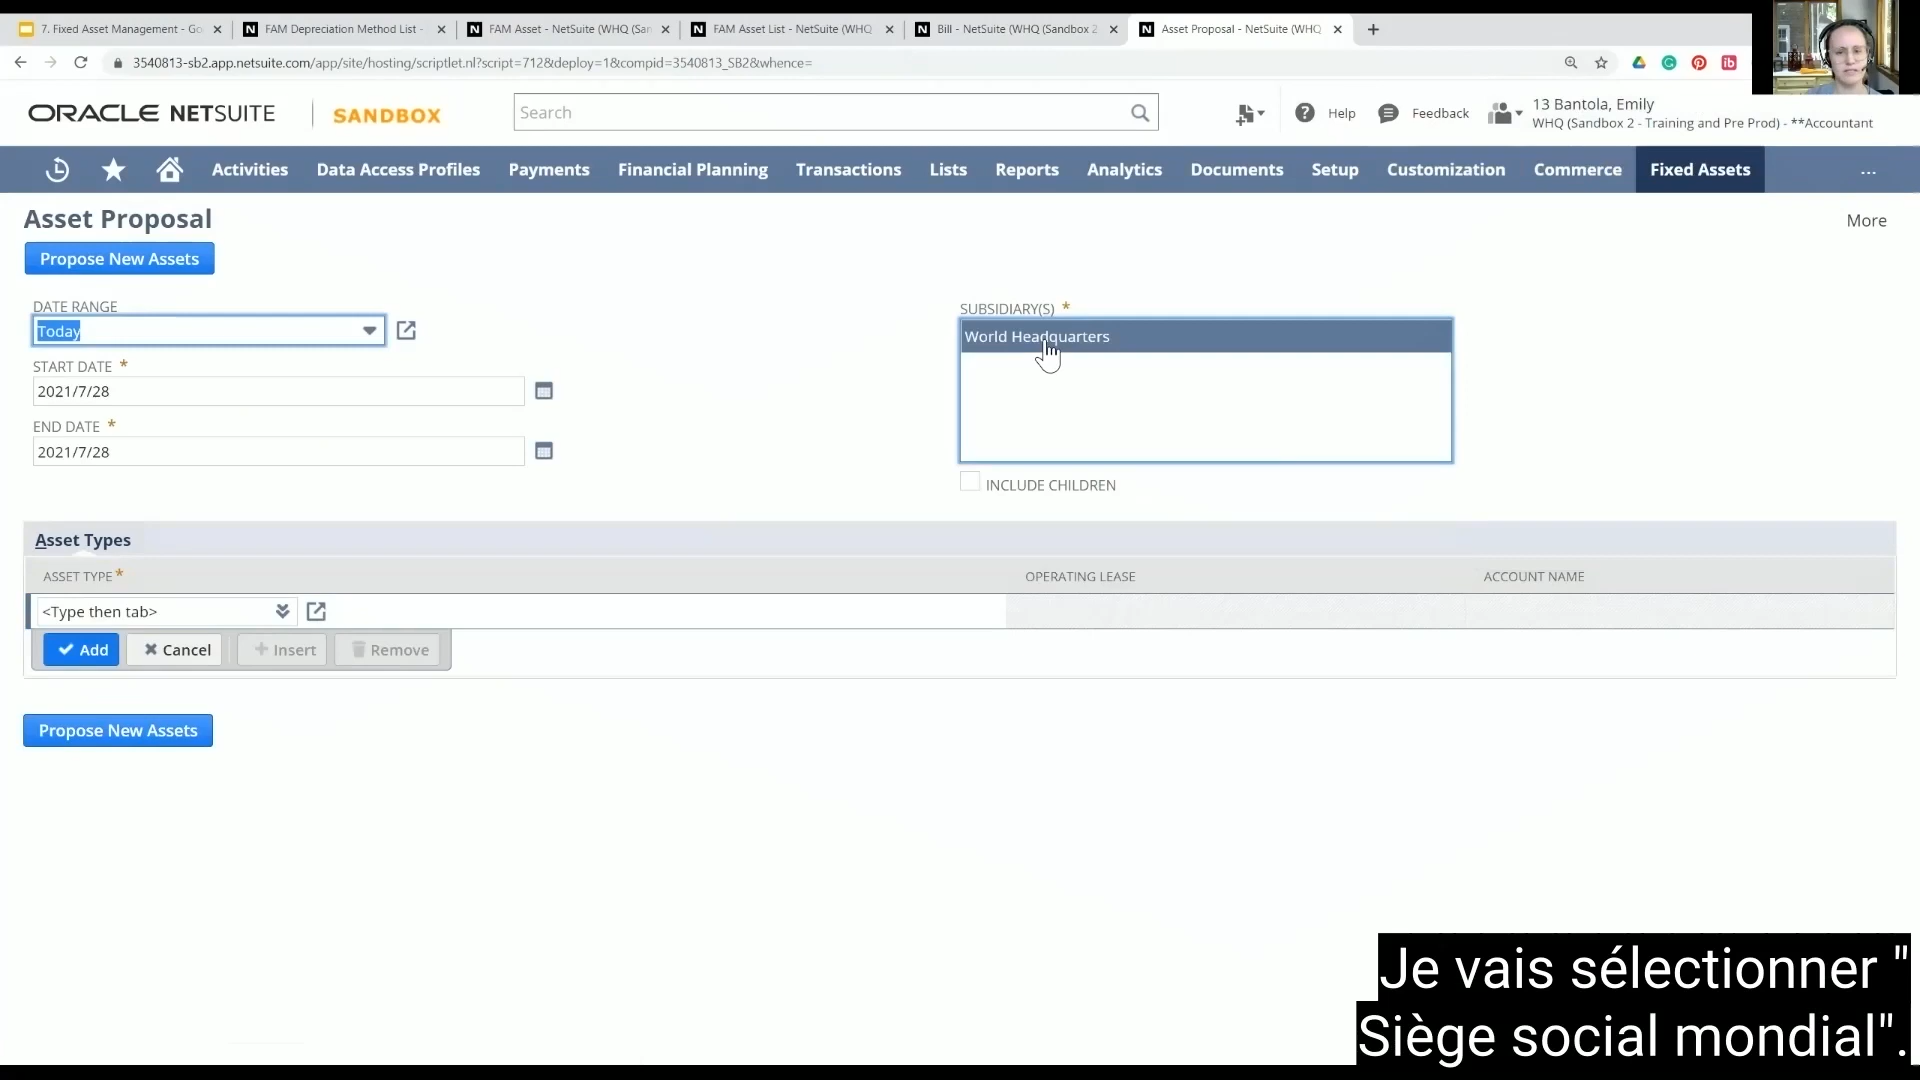 7. Fixed Asset Management - Go
FAM Depreciation Method List -
FAM Asset - NetSuite (WHQ (San
FAM Asset List - NetSuite (WHQ
Bill - NetSuite (WHQ (Sandbox 2
Asset Proposal - NetSuite (WHQ
3540813-sb2.app.netsuite.com/app/site/hosting/scriptlet.nl?script=712&deploy=1&compid=3540813_SB2&whence=
ORACLE NETSUITE
SANDBOX
Search
Help
Feedback
13 Bantola, Emily
WHQ (Sandbox 2 - Training and Pre Prod) - **Accountant
Activities
Data Access Profiles
Payments
Financial Planning
Transactions
Lists
Reports
Analytics
Documents
Setup
Customization
Commerce
Fixed Assets
...
Asset Proposal
More
Propose New Assets
DATE RANGE
Today
START DATE *
2021/7/28
END DATE *
2021/7/28
SUBSIDIARY(S) *
World Headquarters
INCLUDE CHILDREN
Asset Types
ASSET TYPE *
OPERATING LEASE
ACCOUNT NAME
<Type then tab>
Add
Cancel
Insert
Remove
Propose New Assets
Je vais sélectionner "
Siège social mondial".